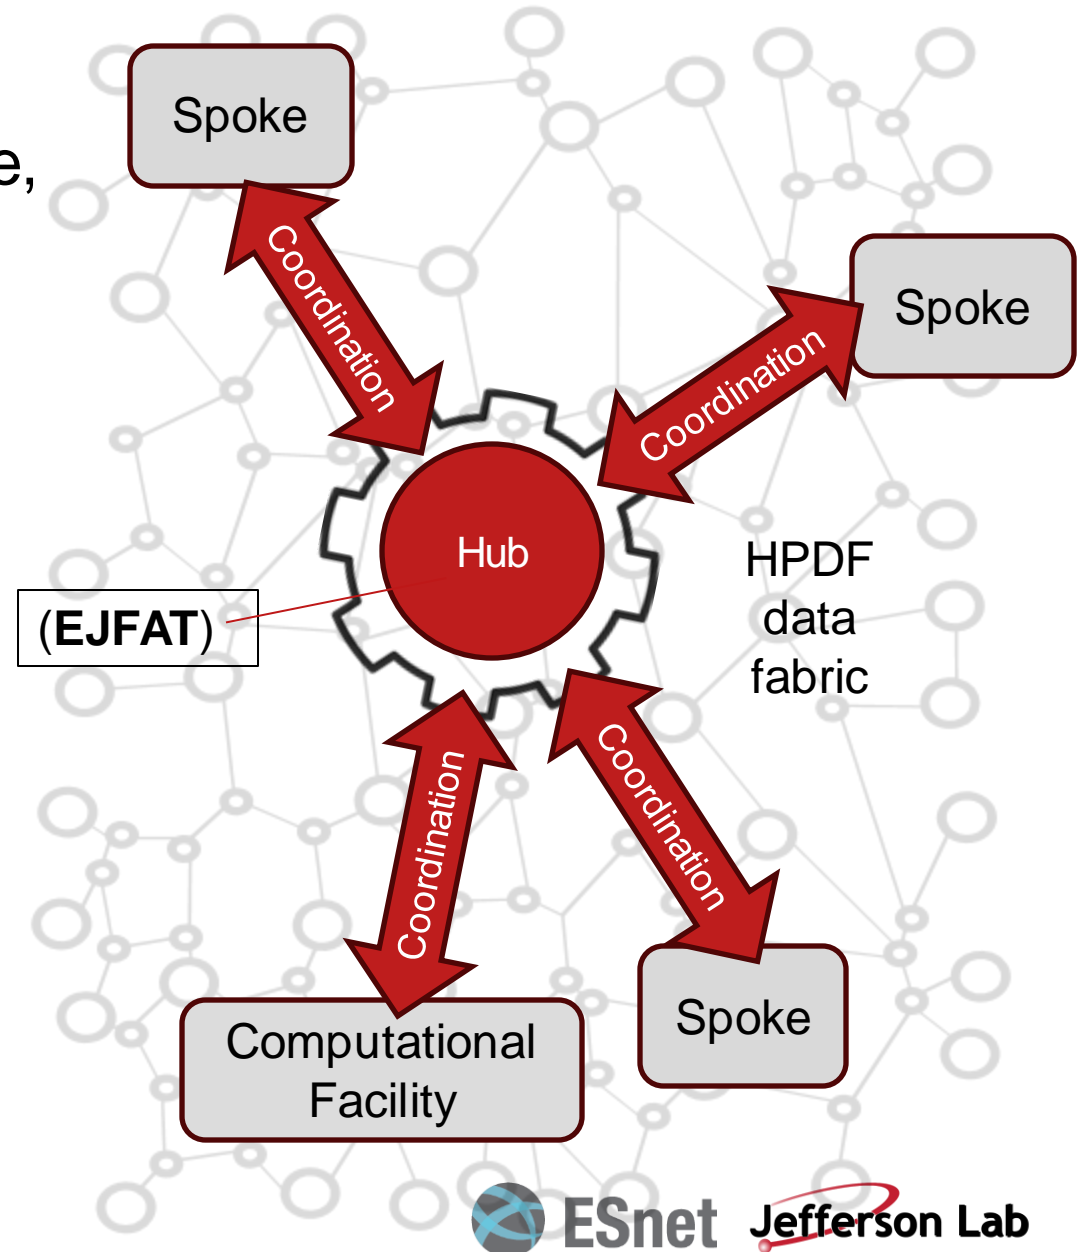 Spoke
e,
Coordination
Spoke
Coordination
Hub
HPDF
data
fabric
(EJFAT)
Coordination
Coordination
Computational
Facility
Spoke
ESnet
Jefferson Lab